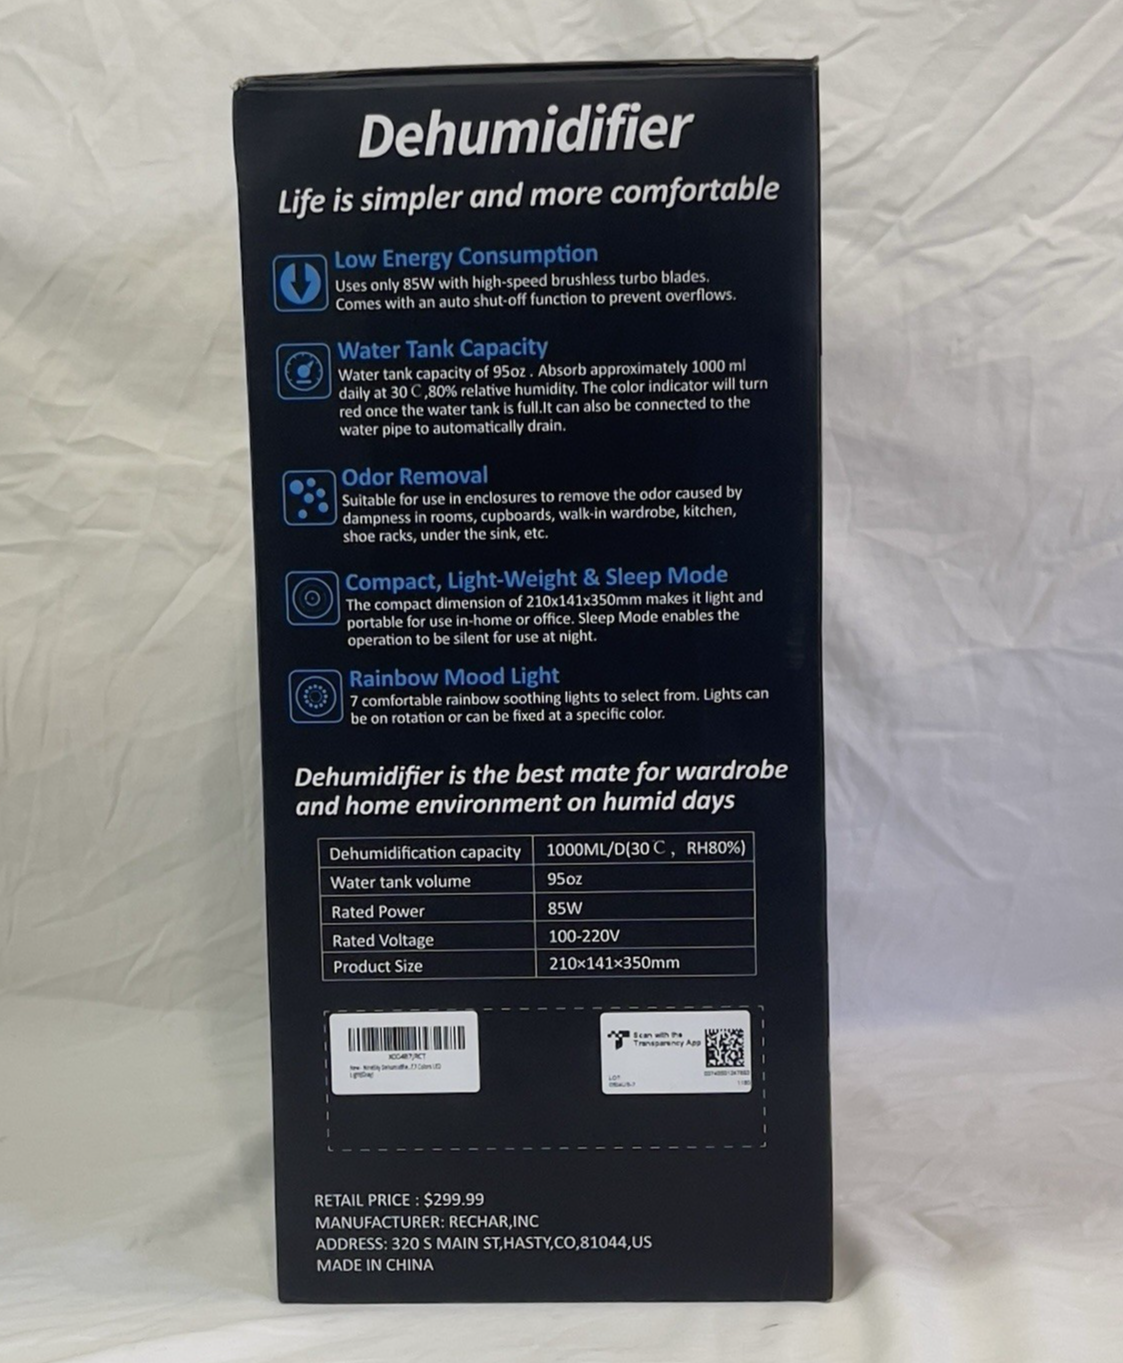 Dehumidifier
Life is simpler and more comfortable
Low Energy Consumption
Uses only 85W with high-speed brushless turbo blades.
Comes with an auto shut-off function to prevent overflows.
Water Tank Capacity
Water tank capacity of 95oz . Absorb approximately 1000 ml
daily at 30℃,80% relative humidity. The color indicator will turn
red once the water tank is full.It can also be connected to the
water pipe to automatically drain.
Odor Removal
Suitable for use in enclosures to remove the odor caused by
dampness in rooms, cupboards, walk-in wardrobe, kitchen,
shoe racks, under the sink, etc.
Compact, Light-Weight & Sleep Mode
The compact dimension of 210x141x350mm makes it light and
portable for use in-home or office. Sleep Mode enables the
operation to be silent for use at night.
Rainbow Mood Light
7 comfortable rainbow soothing lights to select from. Lights can
be on rotation or can be fixed at a specific color.
Dehumidifier is the best mate for wardrobe
and home environment on humid days
Dehumidification capacity 1000ML/D(30℃, RH80%)
Water tank volume 95oz
Rated Power 85W
Rated Voltage 100-220V
Product Size 210×141×350mm
Scan with the
Transparency App
New- Dehumidifie... 7 Colors LED
LOT
RETAIL PRICE : $299.99
MANUFACTURER: RECHAR,INC
ADDRESS: 320 S MAIN ST,HASTY,CO,81044,US
MADE IN CHINA